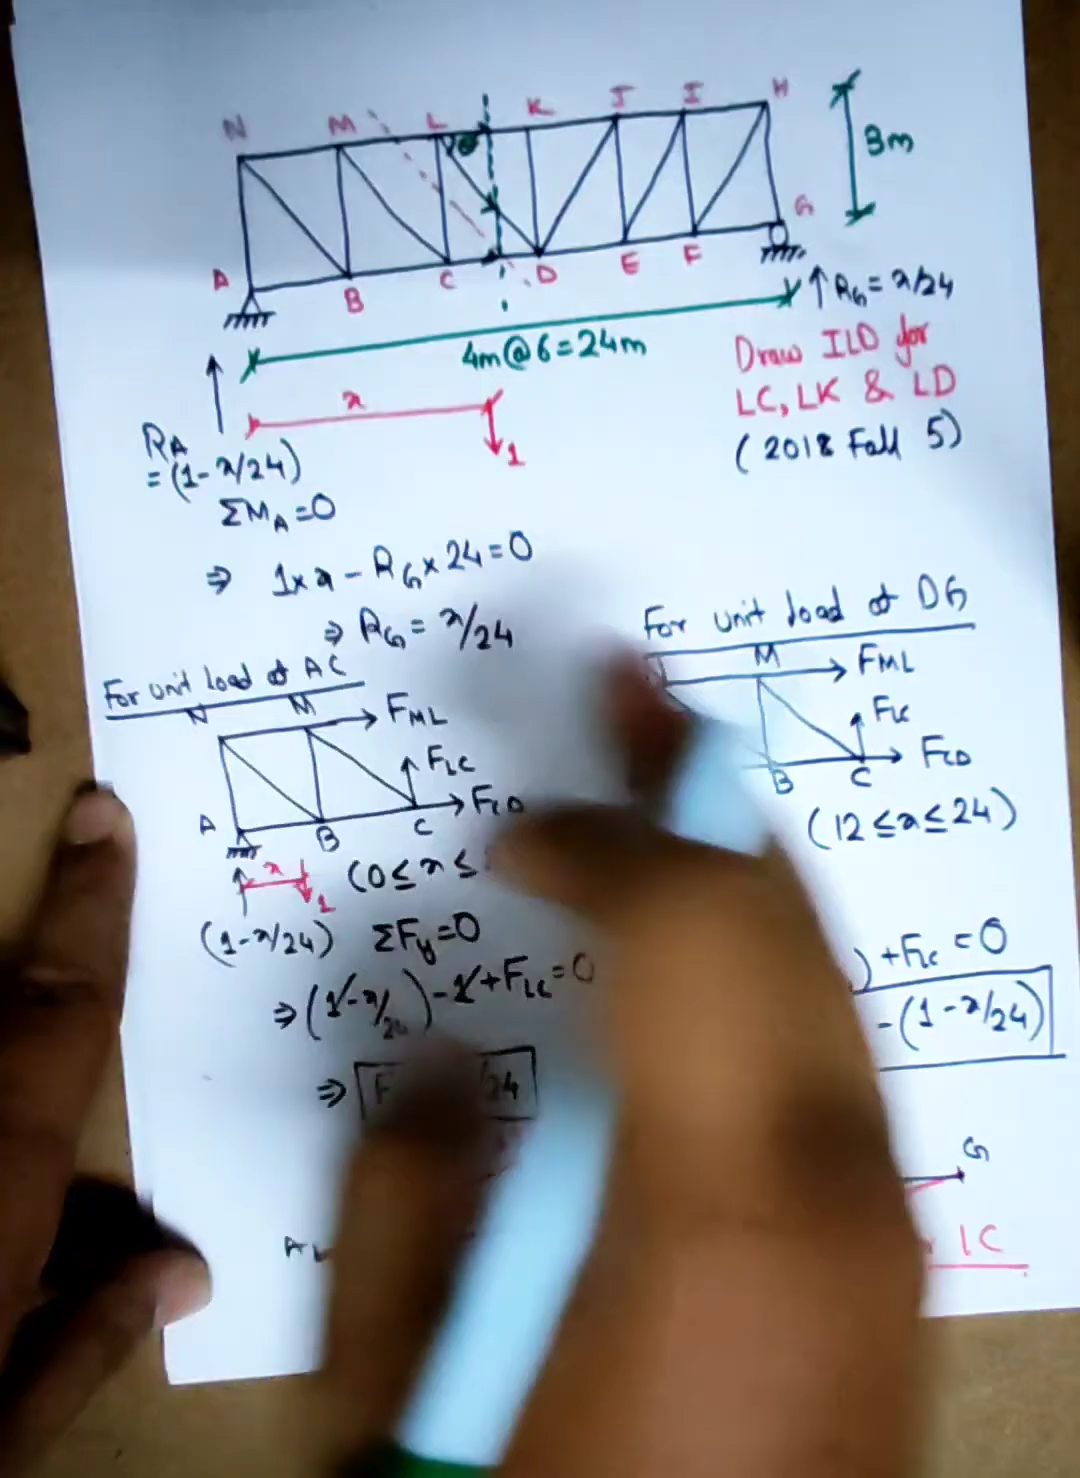 N M L K J I H
θ
3m
A B C D E F G
↑ RG = x/24
4m@6=24m
Draw ILD for
LC, LK & LD
(2018 Fall 5)
x
1
RA
=(1-x/24)
ΣMA=0
⇒ 1×x - RG×24=0
⇒ RG = x/24
For unit load at AC
N M → FML
FLC
A B C → FCD
x
1
(0≤x≤
(1-x/24) ΣFy=0
⇒ (1-x/24)-1+FLC=0
⇒ F /24
A
For unit load at DG
M → FML
FLC
B C → FCD
(12≤x≤24)
) +FLC =0
-(1-x/24)
G
LC